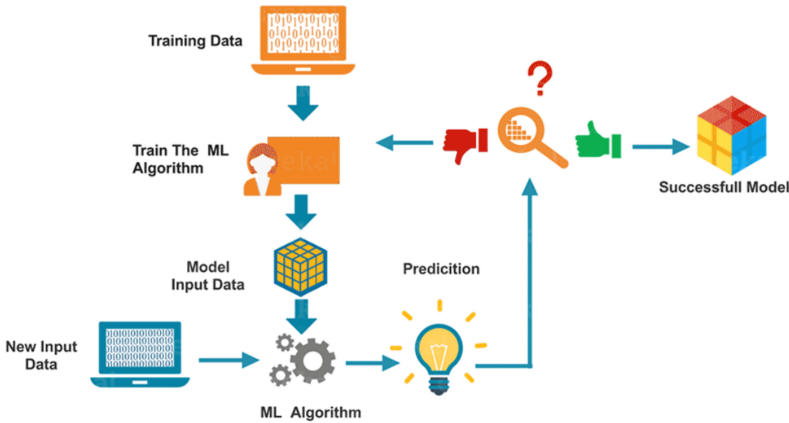 Training Data
?
Train The ML
Algorithm
Successfull Model
Model
Input Data
Predicition
New Input
Data
ML Algorithm